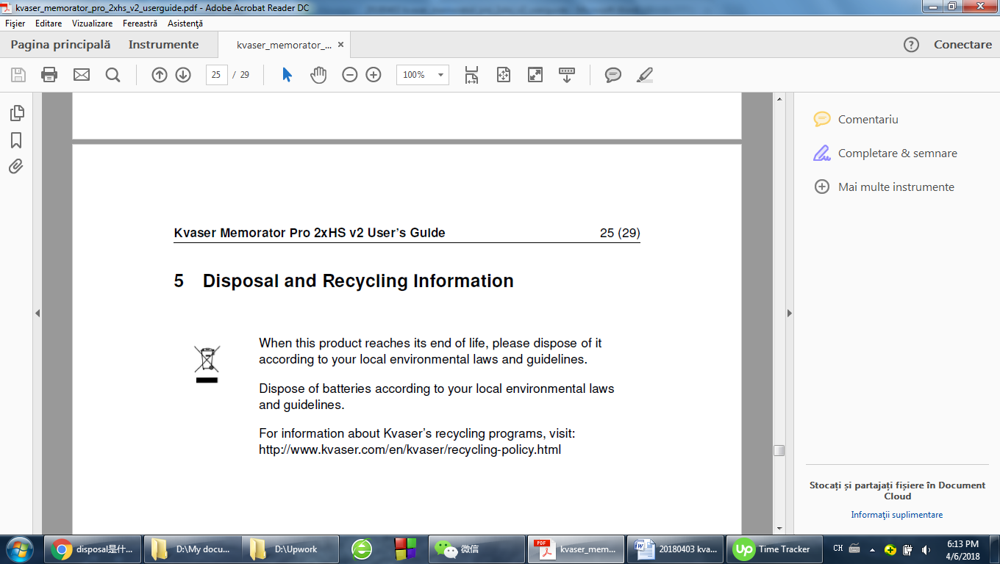 kvaser_memorator_pro_2xhs_v2_userguide.pdf - Adobe Acrobat Reader DC
Fişier Editare Vizualizare Fereastră Asistenţă
Pagina principală Instrumente kvaser_memorator_... × ? Conectare
25 / 29 100%
Comentariu
Completare & semnare
Mai multe instrumente
Kvaser Memorator Pro 2xHS v2 User's Guide 25 (29)
5 Disposal and Recycling Information
When this product reaches its end of life, please dispose of it
according to your local environmental laws and guidelines.
Dispose of batteries according to your local environmental laws
and guidelines.
For information about Kvaser's recycling programs, visit:
http://www.kvaser.com/en/kvaser/recycling-policy.html
Stocați și partajați fișiere în Document
Cloud
Informaţii suplimentare
disposal是什... D:\My docu... D:\Upwork 微信 PDF kvaser_mem... 20180403 kva... Up Time Tracker CH 6:13 PM
4/6/2018